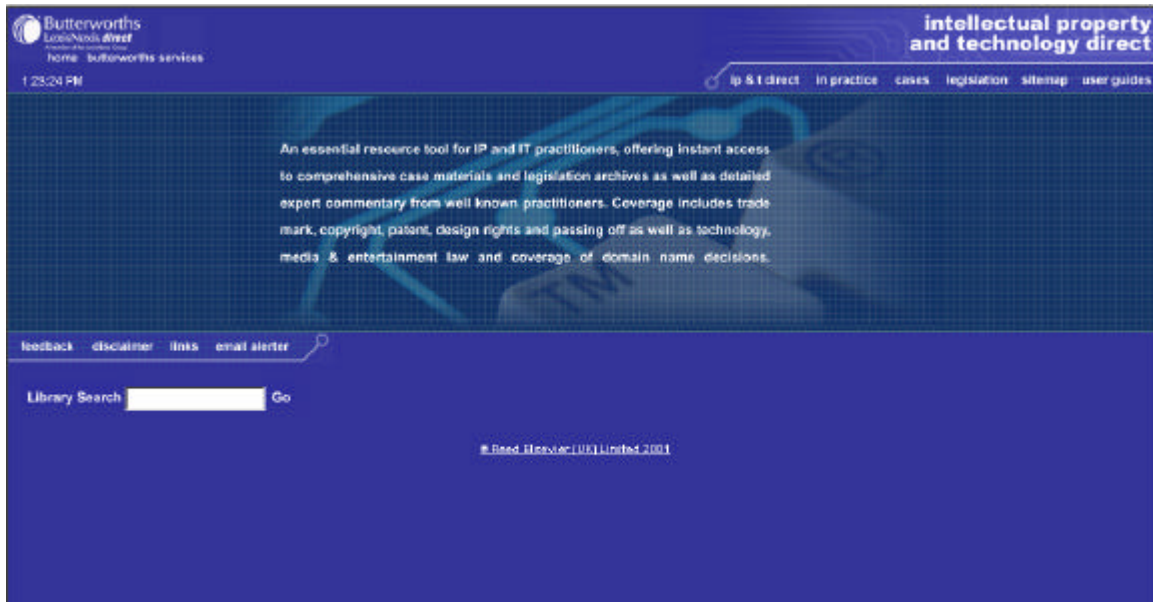 Butterworths
LexisNexis direct
home butterworths services
intellectual property
and technology direct
1:23:24 PM
ip & t direct in practice cases legislation sitemap user guides
An essential resource tool for IP and IT practitioners, offering instant access
to comprehensive case materials and legislation archives as well as detailed
expert commentary from well known practitioners. Coverage includes trade
mark, copyright, patent, design rights and passing off as well as technology,
media & entertainment law and coverage of domain name decisions.
®
TM
feedback disclaimer links email alerter
Library Search Go
© Reed Elsevier (UK) Limited 2001